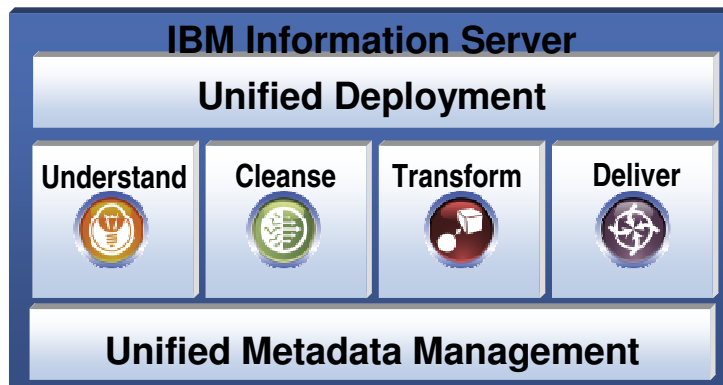 IBM Information Server
Unified Deployment
Understand
Cleanse
Transform
Deliver
Unified Metadata Management